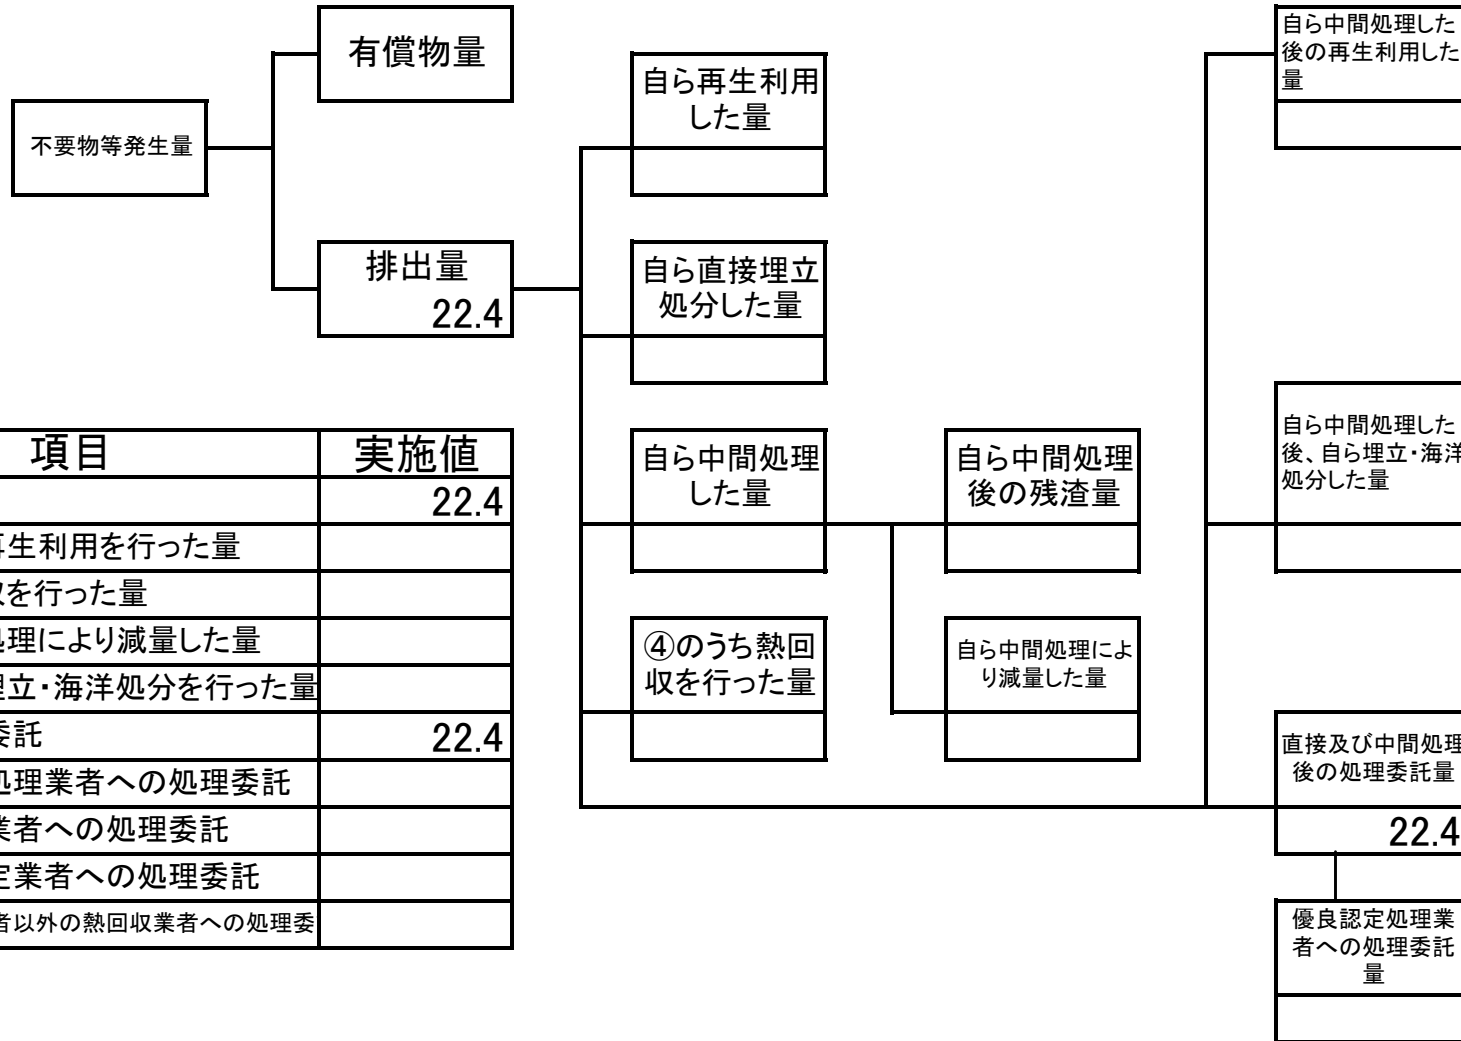 有償物量
不要物等発生量
排出量
22.4
自ら再生利用
した量
自ら直接埋立
処分した量
自ら中間処理
した量
④のうち熱回
収を行った量
自ら中間処理
後の残渣量
自ら中間処理によ
り減量した量
自ら中間処理した
後の再生利用した
量
自ら中間処理した
後、自ら埋立・海洋
処分した量
直接及び中間処理
後の処理委託量
22.4
優良認定処理業
者への処理委託
量
項目 実施値
22.4
生利用を行った量
を行った量
理により減量した量
立・海洋処分を行った量
委託 22.4
処理業者への処理委託
業者への処理委託
定業者への処理委託
者以外の熱回収業者への処理委